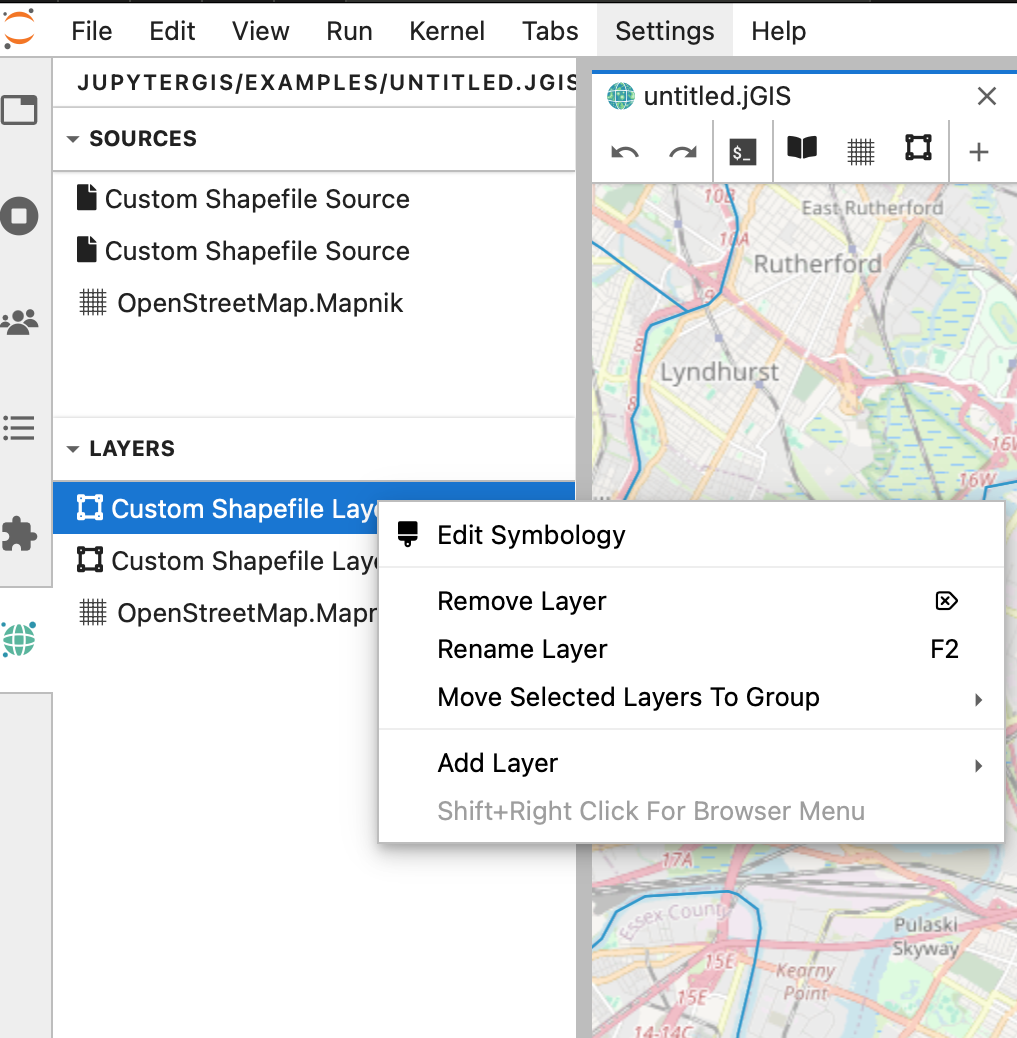 File Edit View Run Kernel Tabs Settings Help
JUPYTERGIS/EXAMPLES/UNTITLED.JGIS
SOURCES
Custom Shapefile Source
Custom Shapefile Source
OpenStreetMap.Mapnik
LAYERS
Custom Shapefile Laye
Custom Shapefile Laye
OpenStreetMap.Mapn
Edit Symbology
Remove Layer
Rename Layer F2
Move Selected Layers To Group
Add Layer
Shift+Right Click For Browser Menu
untitled.jGIS
$_
10B
East Rutherford
10A
Rutherford
9
8
Lyndhurst
8
16W
16W
17A
Essex County
Pulaski
Skyway
15E
Kearny
Point
15E
14-14C